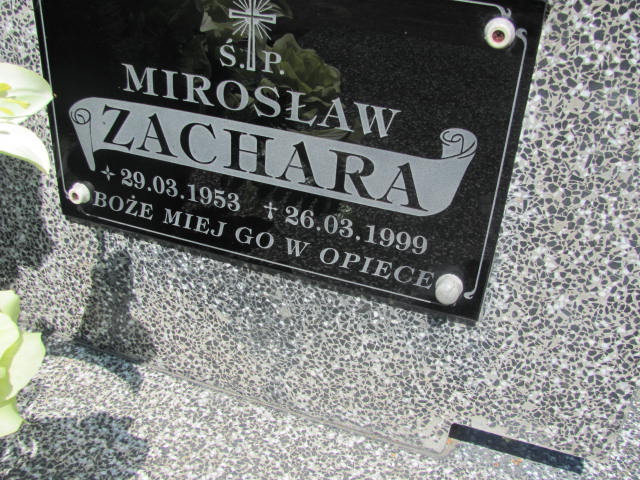 Ś. P.
MIROSŁAW
ZACHARA
✧ 29.03.1953 † 26.03.1999
BOŻE MIEJ GO W OPIECE